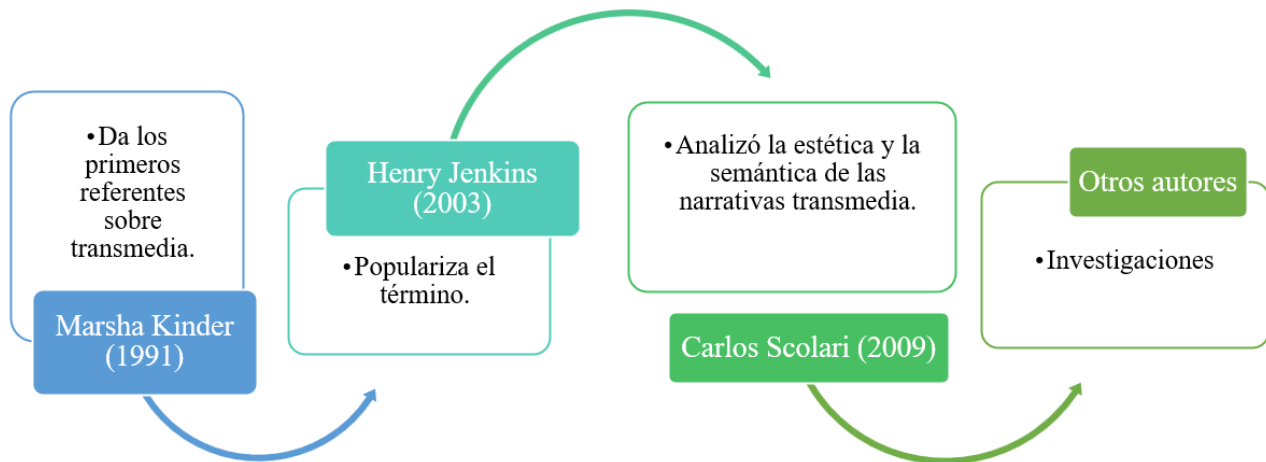 •Da los
primeros
referentes
sobre
transmedia.
Marsha Kinder
(1991)
Henry Jenkins
(2003)
•Populariza el
término.
•Analizó la estética y la
semántica de las
narrativas transmedia.
Carlos Scolari (2009)
Otros autores
•Investigaciones